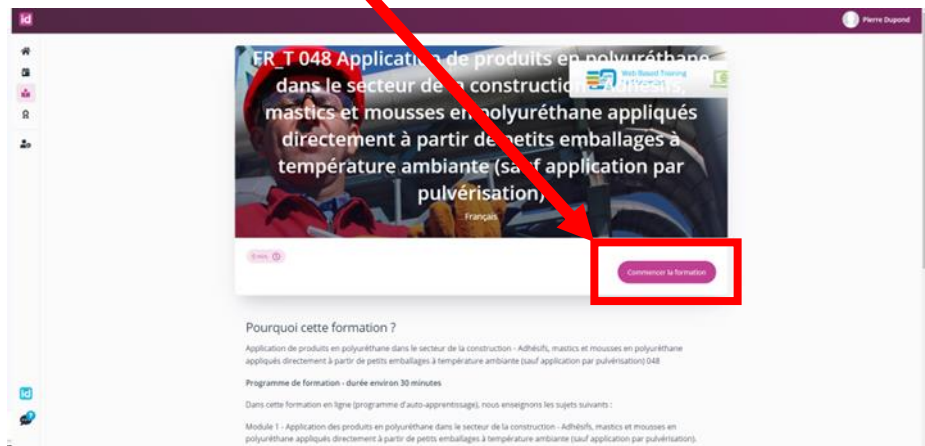 id
Pierre Dupond
FR_T 048 Application de produits en polyuréthane
dans le secteur de la construction - Adhésifs,
mastics et mousses en polyuréthane appliqués
directement à partir de petits emballages à
température ambiante (sauf application par
pulvérisation)
Français
Web Based Training
Commencer la formation
Pourquoi cette formation ?
Application de produits en polyuréthane dans le secteur de la construction - Adhésifs, mastics et mousses en polyuréthane
appliqués directement à partir de petits emballages à température ambiante (sauf application par pulvérisation) 048
Programme de formation - durée environ 30 minutes
Dans cette formation en ligne (programme d'auto-apprentissage), nous enseignons les sujets suivants :
Module 1 - Application des produits en polyuréthane dans le secteur de la construction - Adhésifs, mastics et mousses en
polyuréthane appliqués directement à partir de petits emballages à température ambiante (sauf application par pulvérisation).
id